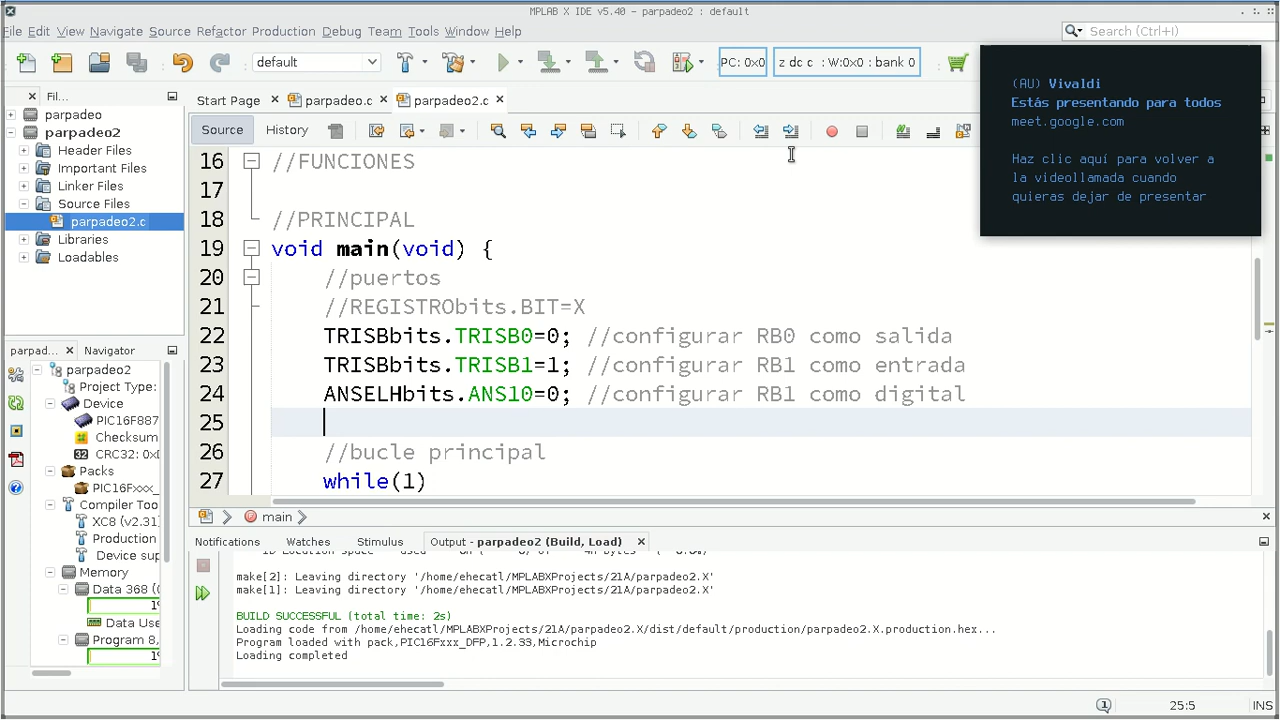 MPLAB X IDE v5.40 - parpadeo2 : default
File Edit View Navigate Source Refactor Production Debug Team Tools Window Help
Search (Ctrl+I)
default
PC: 0x0
z dc c : W:0x0 : bank 0
(AU) Vivaldi
Estás presentando para todos
meet.google.com
Haz clic aquí para volver a
la videollamada cuando
quieras dejar de presentar
Fil...
Start Page
parpadeo.c
parpadeo2.c
Source
History
parpadeo
parpadeo2
Header Files
Important Files
Linker Files
Source Files
parpadeo2.c
Libraries
Loadables
16 //FUNCIONES
17
18 //PRINCIPAL
19 void main(void) {
20 //puertos
21 //REGISTRObits.BIT=X
22 TRISBbits.TRISB0=0; //configurar RB0 como salida
23 TRISBbits.TRISB1=1; //configurar RB1 como entrada
24 ANSELHbits.ANS10=0; //configurar RB1 como digital
25
26 //bucle principal
27 while(1)
main
parpad...
Navigator
parpadeo2
Project Type:
Device
PIC16F887
Checksum
CRC32: 0xD
Packs
PIC16Fxxx_
Compiler Too
XC8 (v2.31)
Production
Device sup
Memory
Data 368 (0
1%
Data Use
Program 8,
1%
Notifications
Watches
Stimulus
Output - parpadeo2 (Build, Load)
make[2]: Leaving directory '/home/ehecatl/MPLABXProjects/21A/parpadeo2.X'
make[1]: Leaving directory '/home/ehecatl/MPLABXProjects/21A/parpadeo2.X'
BUILD SUCCESSFUL (total time: 2s)
Loading code from /home/ehecatl/MPLABXProjects/21A/parpadeo2.X/dist/default/production/parpadeo2.X.production.hex...
Program loaded with pack,PIC16Fxxx_DFP,1.2.33,Microchip
Loading completed
25:5
INS